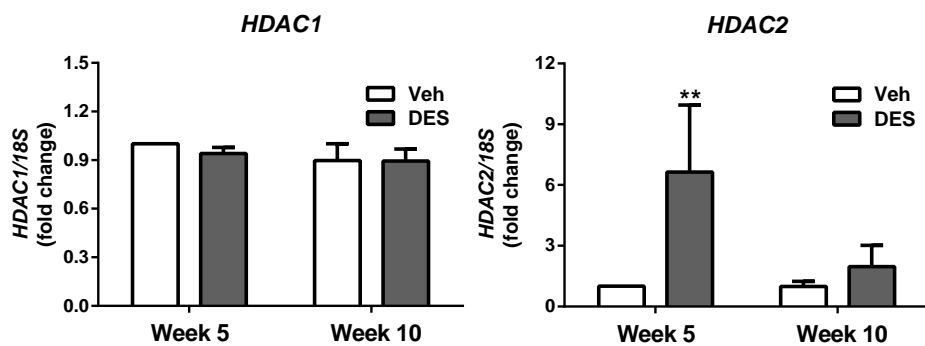 HDAC1
HDAC1/18S
(fold change)
1.5
1.2
0.9
0.6
0.3
0.0
Veh
DES
Week 5
Week 10
HDAC2
HDAC2/18S
(fold change)
12
9
6
3
0
**
Veh
DES
Week 5
Week 10